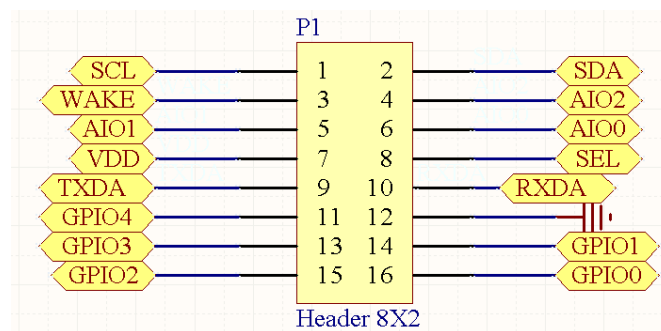 P1
SCL 1 2 SDA
WAKE 3 4 AIO2
AIO1 5 6 AIO0
VDD 7 8 SEL
TXDA 9 10 RXDA
GPIO4 11 12
GPIO3 13 14 GPIO1
GPIO2 15 16 GPIO0
Header 8X2